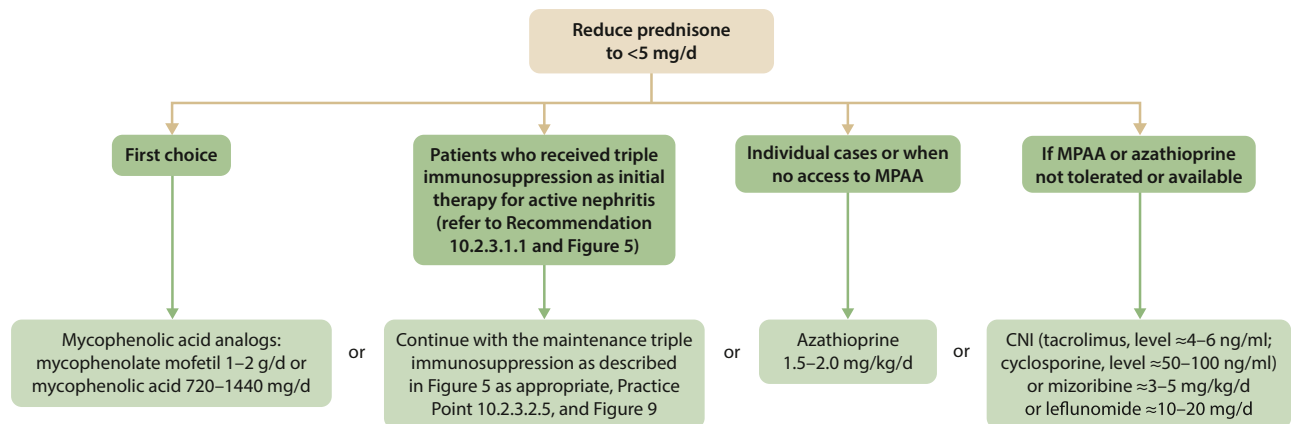 Reduce prednisone
to <5 mg/d
First choice
Patients who received triple
immunosuppression as initial
therapy for active nephritis
(refer to Recommendation
10.2.3.1.1 and Figure 5)
Individual cases or when
no access to MPAA
If MPAA or azathioprine
not tolerated or available
Mycophenolic acid analogs:
mycophenolate mofetil 1–2 g/d or
mycophenolic acid 720–1440 mg/d
or
Continue with the maintenance triple
immunosuppression as described
in Figure 5 as appropriate, Practice
Point 10.2.3.2.5, and Figure 9
or
Azathioprine
1.5–2.0 mg/kg/d
or
CNI (tacrolimus, level ≈4–6 ng/ml;
cyclosporine, level ≈50–100 ng/ml)
or mizoribine ≈3–5 mg/kg/d
or leflunomide ≈10–20 mg/d